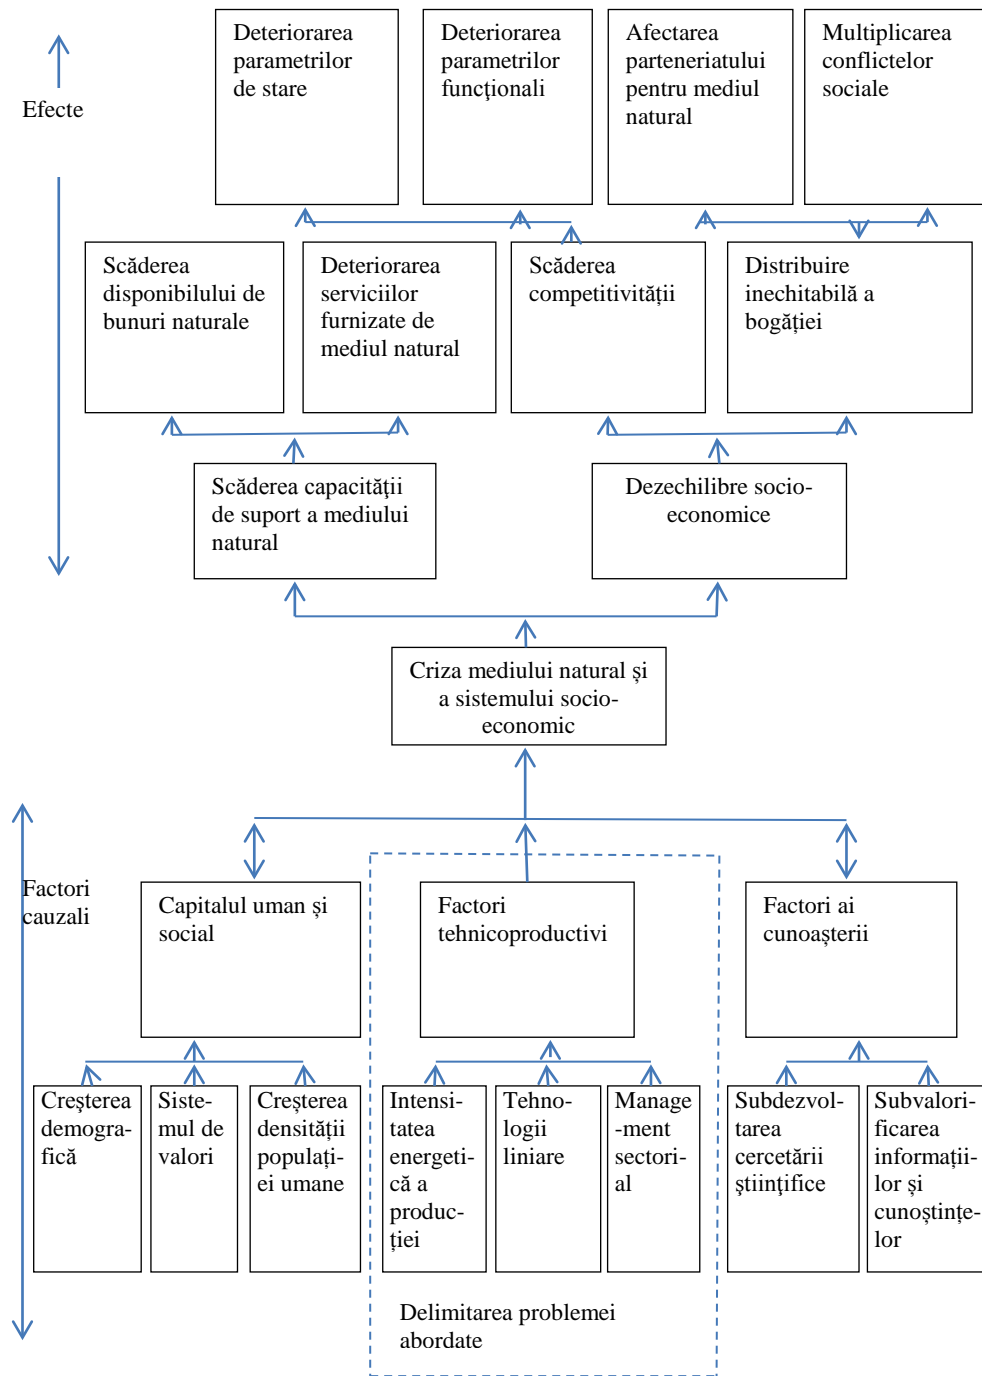 Deteriorarea
parametrilor
de stare
Deteriorarea
parametrilor
funcţionali
Afectarea
parteneriatului
pentru mediul
natural
Multiplicarea
conflictelor
sociale
Efecte
Scăderea
disponibilului de
bunuri naturale
Deteriorarea
serviciilor
furnizate de
mediul natural
Scăderea
competitivității
Distribuire
inechitabilă a
bogăției
Scăderea capacităţii
de suport a mediului
natural
Dezechilibre socio-
economice
Criza mediului natural și
a sistemului socio-
economic
Factori
cauzali
Capitalul uman și
social
Factori
tehnicoproductivi
Factori ai
cunoașterii
Creşterea
demogra-
fică
Siste-
mul de
valori
Creșterea
densității
populați-
ei umane
Intensi-
tatea
energeti-
că a
produc-
ției
Tehno-
logii
liniare
Manage
-ment
sectori-
al
Subdezvol-
tarea
cercetării
ştiinţifice
Subvalori-
ficarea
informații-
lor și
cunoștințe-
lor
Delimitarea problemei
abordate